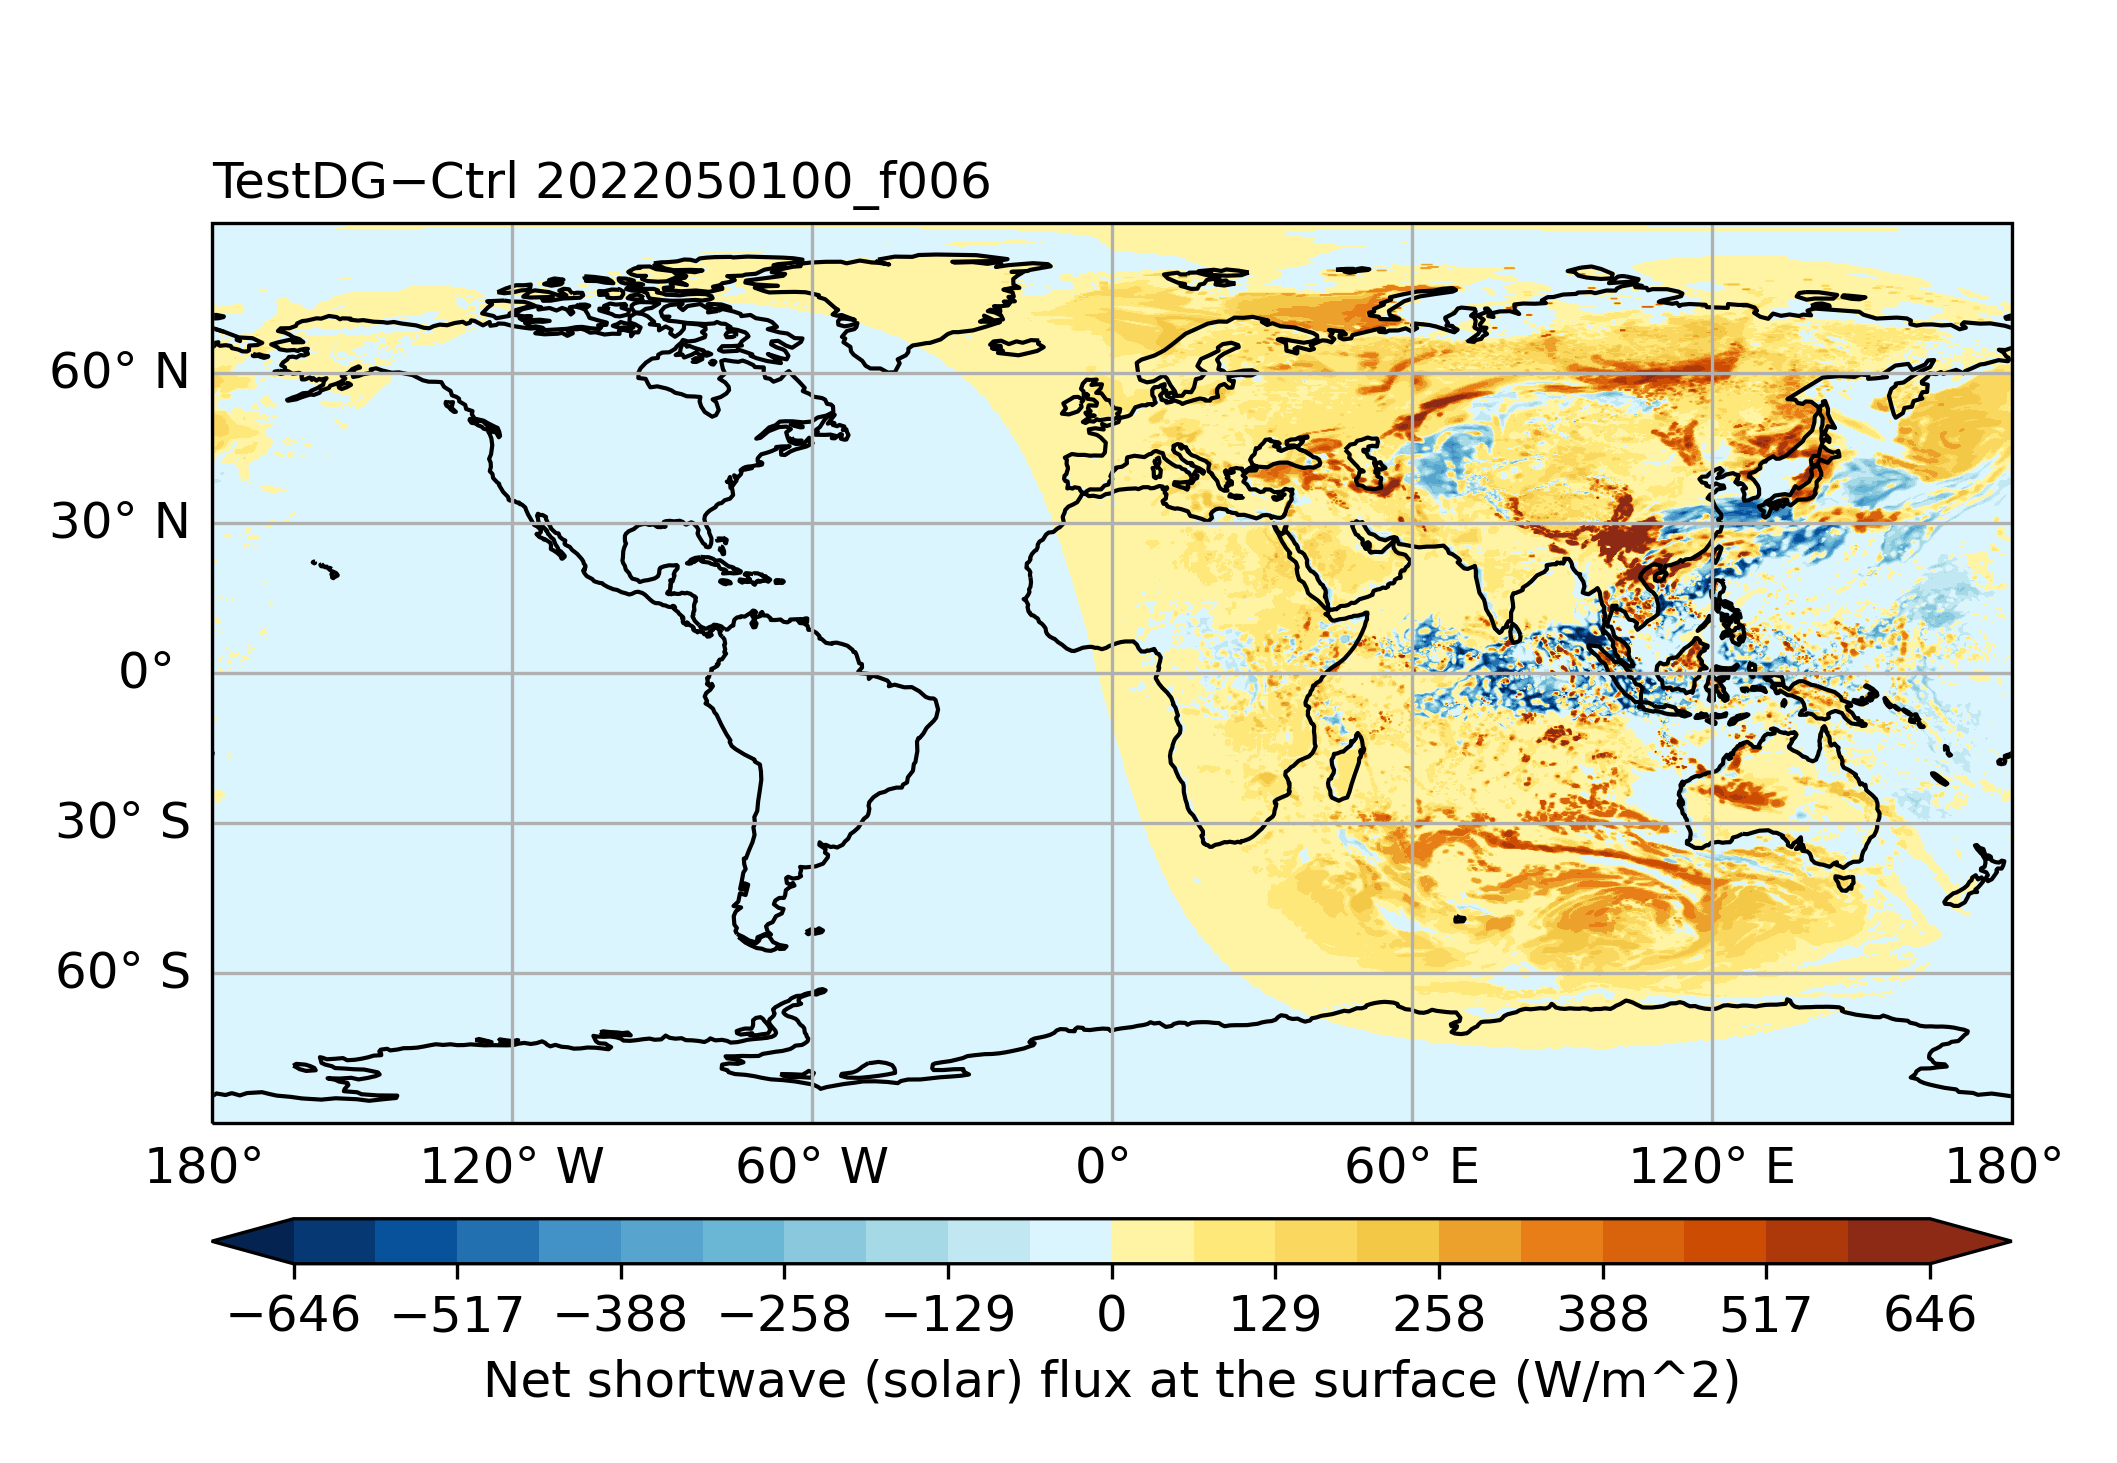 TestDG−Ctrl 2022050100_f006
60° N
30° N
0°
30° S
60° S
180° 120° W 60° W 0° 60° E 120° E 180°
−646 −517 −388 −258 −129 0 129 258 388 517 646
Net shortwave (solar) flux at the surface (W/m^2)